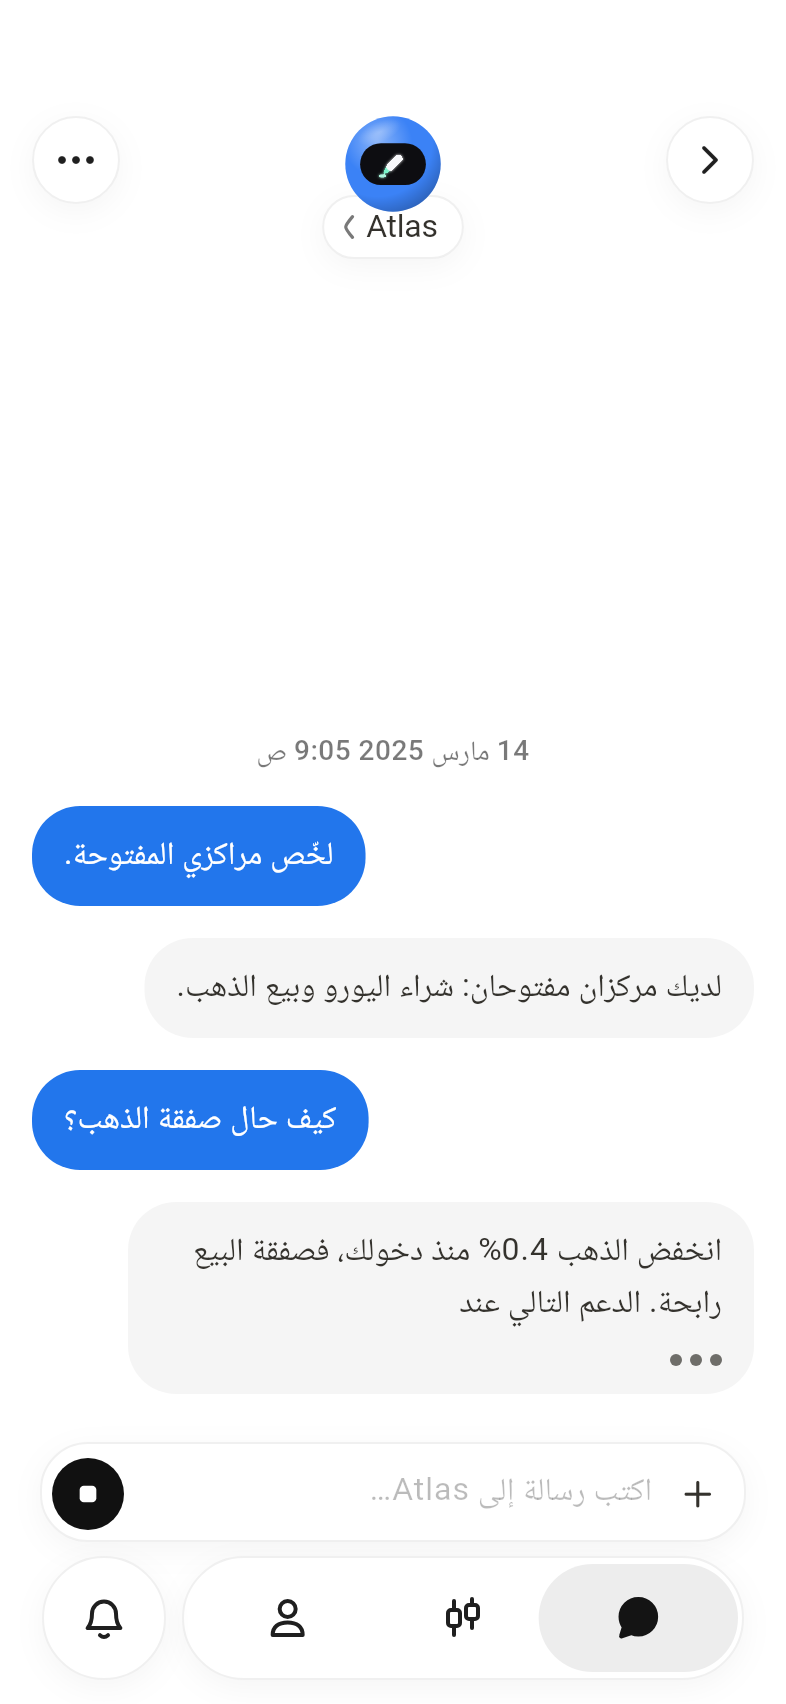 Atlas
14 مارس 2025 9:05 ص
لخّص مراكزي المفتوحة.
لديك مركزان مفتوحان: شراء اليورو وبيع الذهب.
كيف حال صفقة الذهب؟
انخفض الذهب 0.4% منذ دخولك، فصفقة البيع
رابحة. الدعم التالي عند
اكتب رسالة إلى Atlas...